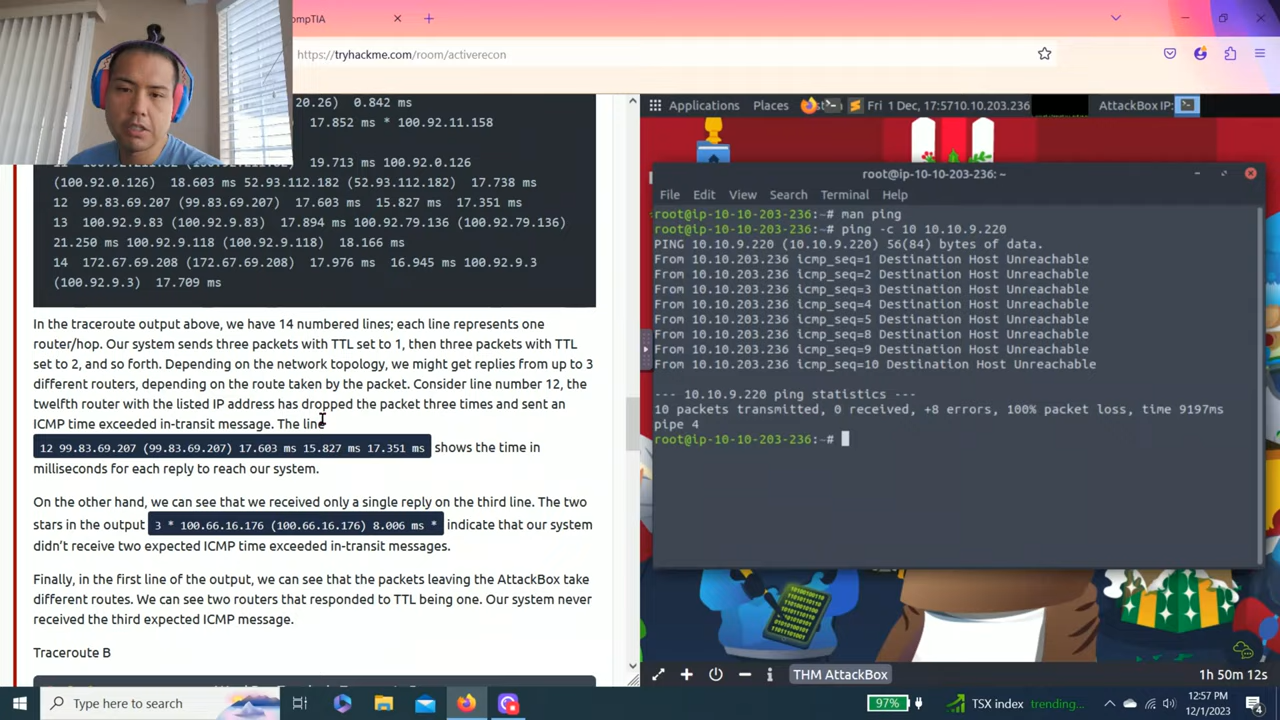 ompTIA
https://tryhackme.com/room/activerecon
20.26)  0.842 ms
17.852 ms * 100.92.11.158
19.713 ms  100.92.0.126
(100.92.0.126)  18.603 ms 52.93.112.182 (52.93.112.182)  17.738 ms
12  99.83.69.207 (99.83.69.207)  17.603 ms  15.827 ms  17.351 ms
13  100.92.9.83 (100.92.9.83)  17.894 ms 100.92.79.136 (100.92.79.136)
21.250 ms 100.92.9.118 (100.92.9.118)  18.166 ms
14  172.67.69.208 (172.67.69.208)  17.976 ms  16.945 ms 100.92.9.3
(100.92.9.3)  17.709 ms
In the traceroute output above, we have 14 numbered lines; each line represents one
router/hop. Our system sends three packets with TTL set to 1, then three packets with TTL
set to 2, and so forth. Depending on the network topology, we might get replies from up to 3
different routers, depending on the route taken by the packet. Consider line number 12, the
twelfth router with the listed IP address has dropped the packet three times and sent an
ICMP time exceeded in-transit message. The line
12 99.83.69.207 (99.83.69.207) 17.603 ms 15.827 ms 17.351 ms shows the time in
milliseconds for each reply to reach our system.
On the other hand, we can see that we received only a single reply on the third line. The two
stars in the output 3 * 100.66.16.176 (100.66.16.176) 8.006 ms * indicate that our system
didn't receive two expected ICMP time exceeded in-transit messages.
Finally, in the first line of the output, we can see that the packets leaving the AttackBox take
different routes. We can see two routers that responded to TTL being one. Our system never
received the third expected ICMP message.
Traceroute B
Applications Places Fri 1 Dec, 17:57 10.10.203.236 AttackBox IP:
root@ip-10-10-203-236: ~
File Edit View Search Terminal Help
root@ip-10-10-203-236:~# man ping
root@ip-10-10-203-236:~# ping -c 10 10.10.9.220
PING 10.10.9.220 (10.10.9.220) 56(84) bytes of data.
From 10.10.203.236 icmp_seq=1 Destination Host Unreachable
From 10.10.203.236 icmp_seq=2 Destination Host Unreachable
From 10.10.203.236 icmp_seq=3 Destination Host Unreachable
From 10.10.203.236 icmp_seq=4 Destination Host Unreachable
From 10.10.203.236 icmp_seq=5 Destination Host Unreachable
From 10.10.203.236 icmp_seq=8 Destination Host Unreachable
From 10.10.203.236 icmp_seq=9 Destination Host Unreachable
From 10.10.203.236 icmp_seq=10 Destination Host Unreachable
--- 10.10.9.220 ping statistics ---
10 packets transmitted, 0 received, +8 errors, 100% packet loss, time 9197ms
pipe 4
root@ip-10-10-203-236:~#
THM AttackBox
1h 50m 12s
Type here to search
97%
TSX index trending...
12:57 PM
12/1/2023
4